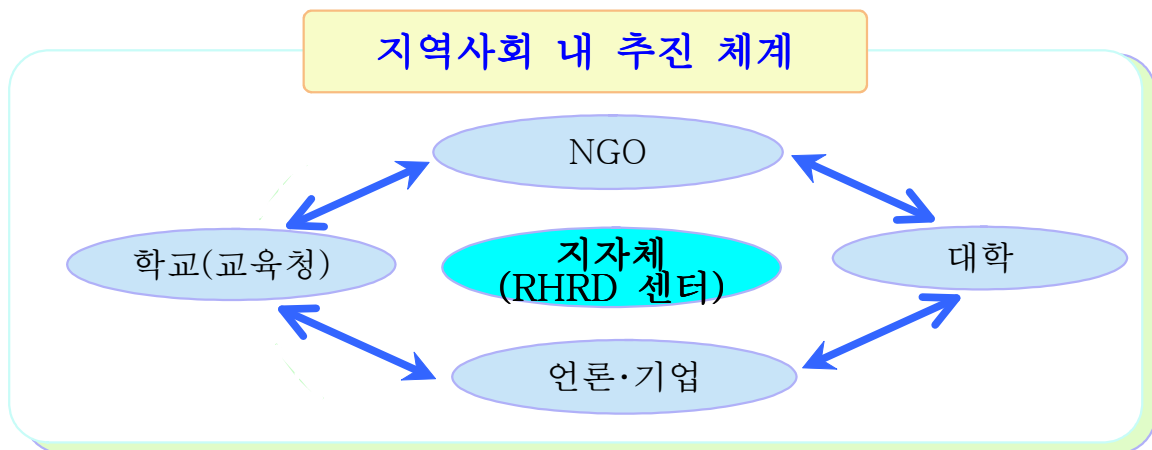 지역사회 내 추진 체계
NGO
학교(교육청)
지자체
(RHRD 센터)
대학
언론·기업